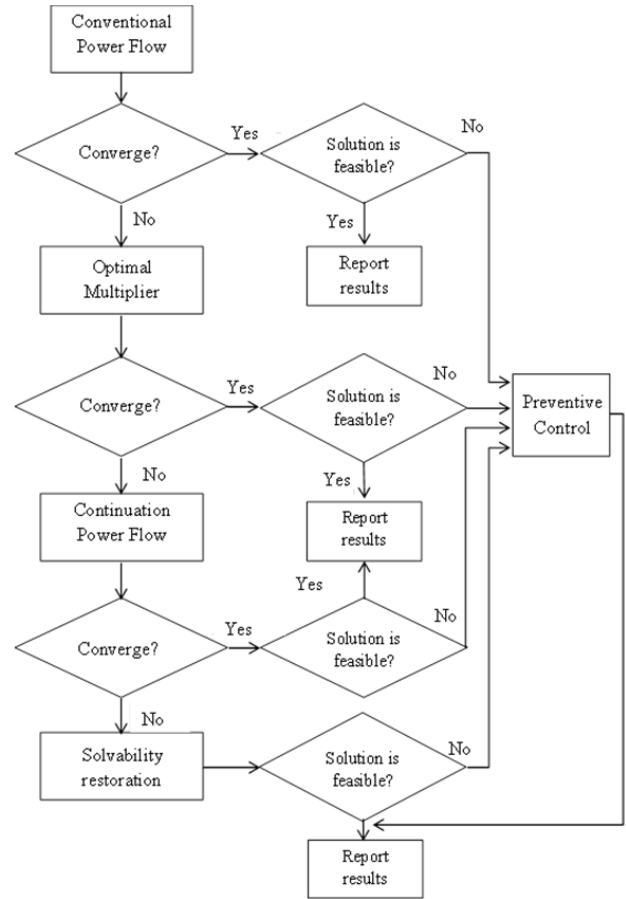 Conventional
Power Flow
Converge?
Yes
Solution is
feasible?
No
No
Yes
Optimal
Multiplier
Report
results
Converge?
Yes
Solution is
feasible?
No
Preventive
Control
No
Yes
Continuation
Power Flow
Report
results
Yes
Converge?
Yes
Solution is
feasible?
No
No
Solvability
restoration
Solution is
feasible?
No
Report
results